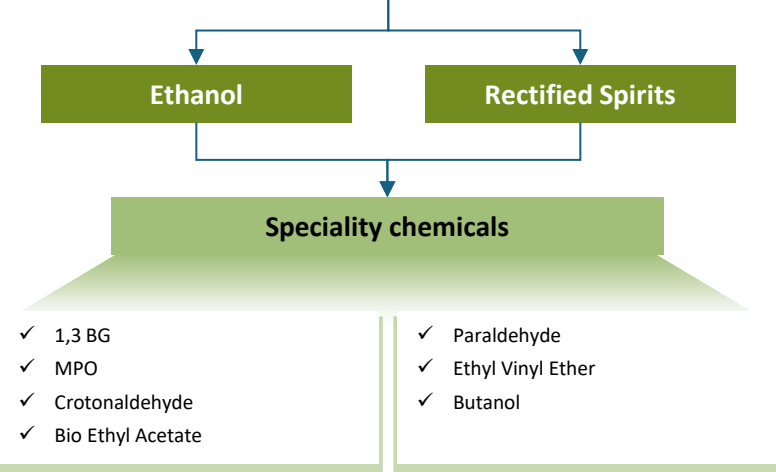 Ethanol
Rectified Spirits
Speciality chemicals
✓ 1,3 BG
✓ MPO
✓ Crotonaldehyde
✓ Bio Ethyl Acetate
✓ Paraldehyde
✓ Ethyl Vinyl Ether
✓ Butanol